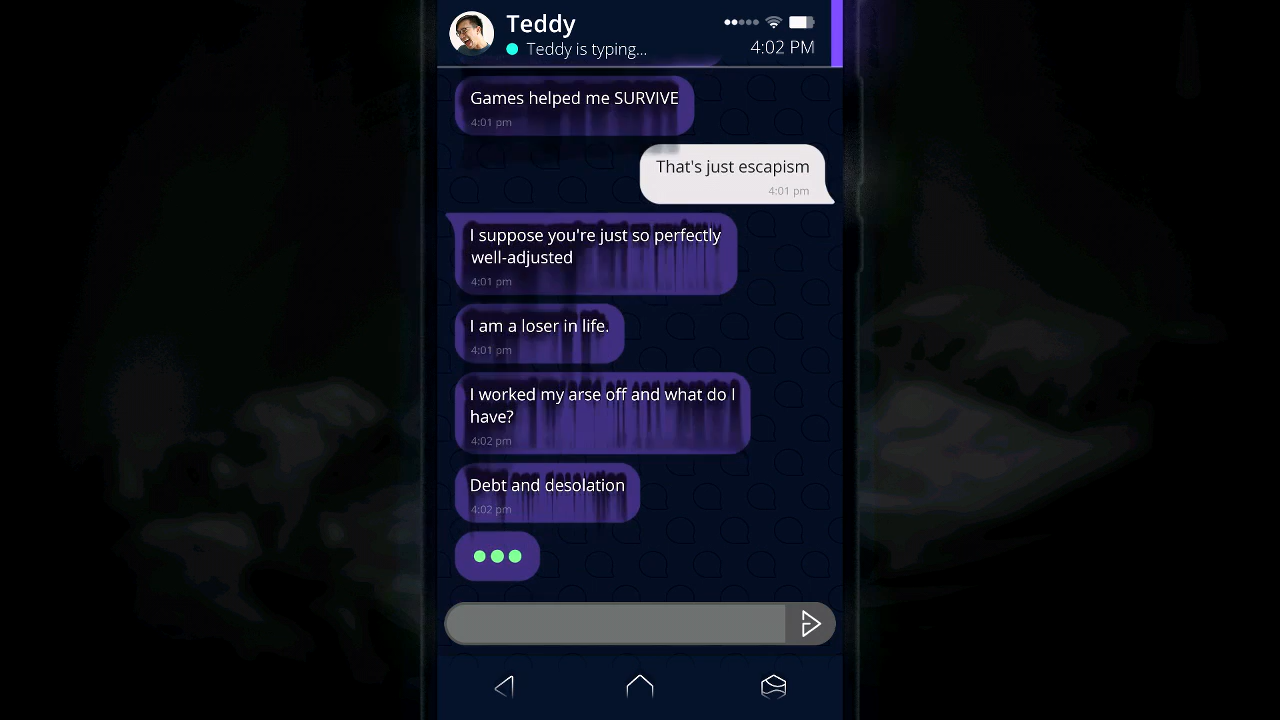 Teddy
Teddy is typing...
4:02 PM
Games helped me SURVIVE
4:01 pm
That's just escapism
4:01 pm
I suppose you're just so perfectly
well-adjusted
4:01 pm
I am a loser in life.
4:01 pm
I worked my arse off and what do I
have?
4:02 pm
Debt and desolation
4:02 pm